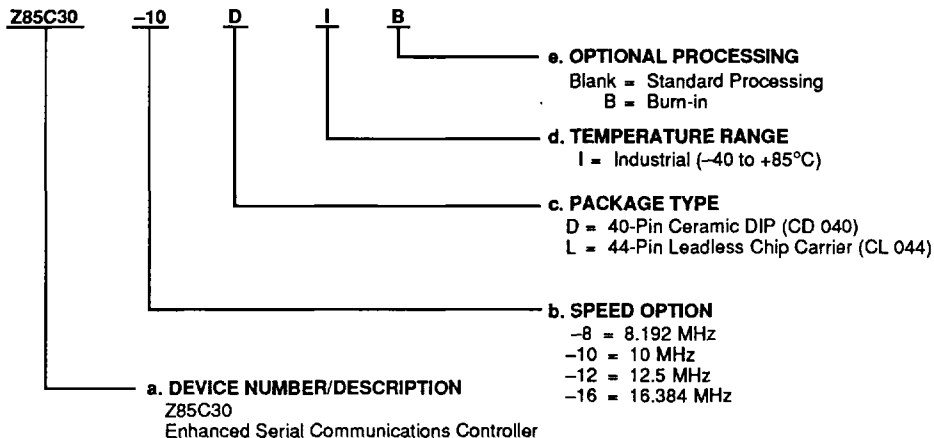 Z85C30 –10 D I B
e. OPTIONAL PROCESSING
Blank = Standard Processing
B = Burn-in
d. TEMPERATURE RANGE
I = Industrial (–40 to +85°C)
c. PACKAGE TYPE
D = 40-Pin Ceramic DIP (CD 040)
L = 44-Pin Leadless Chip Carrier (CL 044)
b. SPEED OPTION
–8 = 8.192 MHz
–10 = 10 MHz
–12 = 12.5 MHz
–16 = 16.384 MHz
a. DEVICE NUMBER/DESCRIPTION
Z85C30
Enhanced Serial Communications Controller